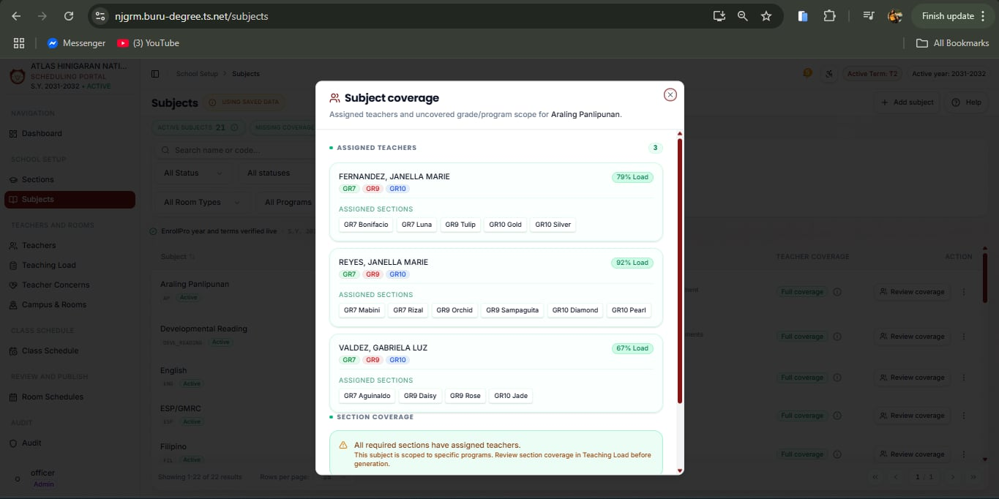 njgrm.buru-degree.ts.net/subjects
Finish update
Messenger
(3) YouTube
All Bookmarks
ATLAS HINIGARAN NATI...
SCHEDULING PORTAL
S.Y. 2031-2032 • ACTIVE
School Setup > Subjects
Active Term: T2
Active year: 2031-2032
Subjects
USING SAVED DATA
+ Add subject
Help
NAVIGATION
Dashboard
SCHOOL SETUP
Sections
Subjects
TEACHERS AND ROOMS
Teachers
Teaching Load
Teacher Concerns
Campus & Rooms
CLASS SCHEDULE
Class Schedule
REVIEW AND PUBLISH
Room Schedules
AUDIT
Audit
officer
Admin
ACTIVE SUBJECTS 21
MISSING COVERAGE
Search name or code...
All Status
All statuses
All Room Types
All Programs
EnrollPro year and terms verified live
Subject
TEACHER COVERAGE
ACTION
Araling Panlipunan
AP Active
Full coverage
Review coverage
Developmental Reading
DEVL_READING Active
Full coverage
Review coverage
English
ENG Active
Full coverage
Review coverage
ESP/GMRC
ESP Active
Full coverage
Review coverage
Filipino
FIL Active
Full coverage
Review coverage
Showing 1-22 of 22 results
Rows per page:
1 / 1
Subject coverage
Assigned teachers and uncovered grade/program scope for Araling Panlipunan.
ASSIGNED TEACHERS
3
FERNANDEZ, JANELLA MARIE
79% Load
GR7 GR9 GR10
ASSIGNED SECTIONS
GR7 Bonifacio GR7 Luna GR9 Tulip GR10 Gold GR10 Silver
REYES, JANELLA MARIE
92% Load
GR7 GR9 GR10
ASSIGNED SECTIONS
GR7 Mabini GR7 Rizal GR9 Orchid GR9 Sampaguita GR10 Diamond GR10 Pearl
VALDEZ, GABRIELA LUZ
67% Load
GR7 GR9 GR10
ASSIGNED SECTIONS
GR7 Aguinaldo GR9 Daisy GR9 Rose GR10 Jade
SECTION COVERAGE
All required sections have assigned teachers.
This subject is scoped to specific programs. Review section coverage in Teaching Load before
generation.